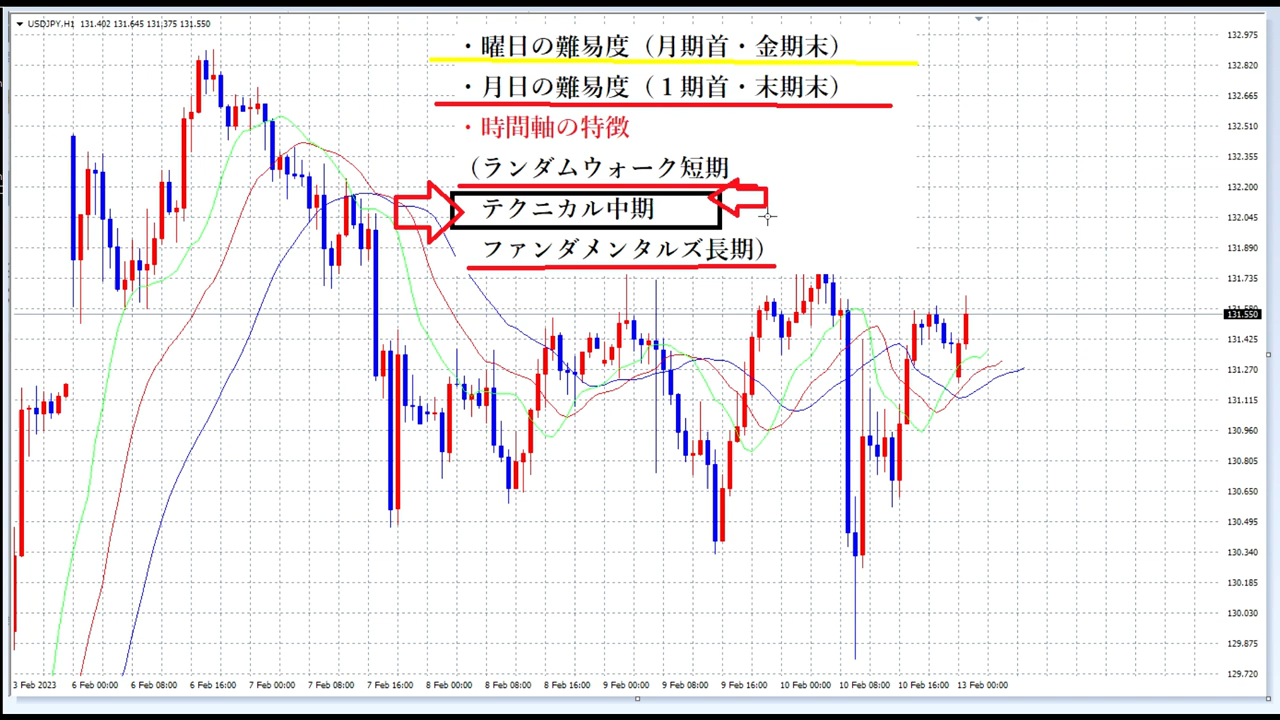 USDJPY,H1 131.402 131.645 131.375 131.550
・曜日の難易度（月期首・金期末）
・月日の難易度（１期首・末期末）
・時間軸の特徴
（ランダムウォーク短期
テクニカル中期
ファンダメンタルズ長期）
132.975
132.820
132.665
132.510
132.355
132.200
132.045
131.890
131.735
131.550
131.425
131.270
131.115
130.960
130.805
130.650
130.495
130.340
130.185
130.030
129.875
129.720
3 Feb 2023 6 Feb 00:00 6 Feb 08:00 6 Feb 16:00 7 Feb 00:00 7 Feb 08:00 7 Feb 16:00 8 Feb 00:00 8 Feb 08:00 8 Feb 16:00 9 Feb 00:00 9 Feb 08:00 9 Feb 16:00 10 Feb 00:00 10 Feb 08:00 10 Feb 16:00 13 Feb 00:00